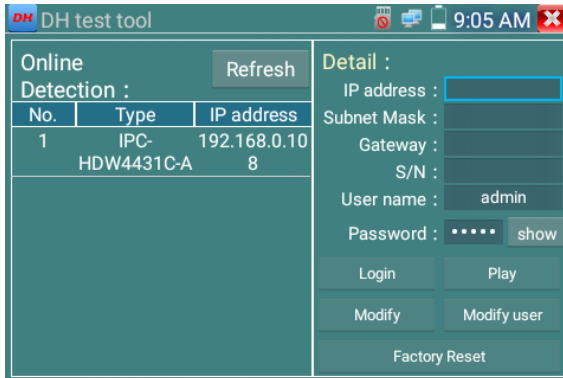 DH DH test tool 9:05 AM
Online
Detection :
Refresh
No. Type IP address
1 IPC- 192.168.0.10
HDW4431C-A 8
Detail :
IP address :
Subnet Mask :
Gateway :
S/N :
User name : admin
Password : ••••• show
Login Play
Modify Modify user
Factory Reset